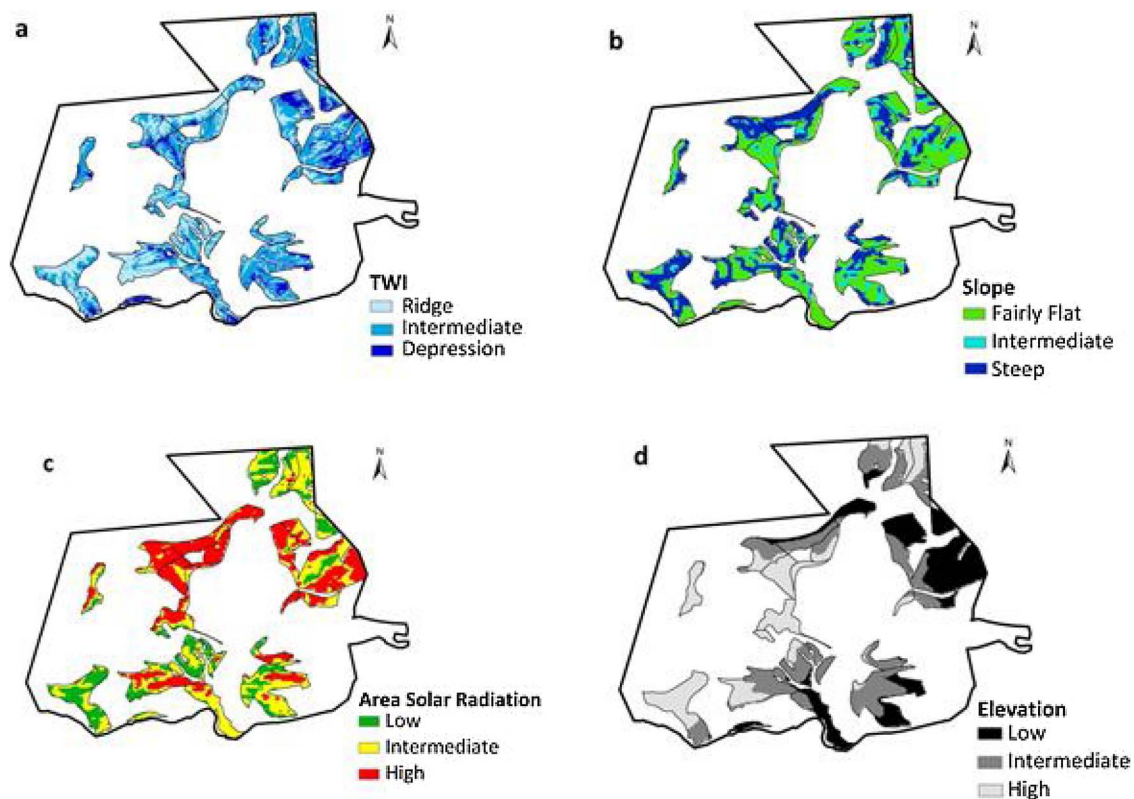 a
N
TWI
Ridge
Intermediate
Depression
b
N
Slope
Fairly Flat
Intermediate
Steep
c
N
Area Solar Radiation
Low
Intermediate
High
d
N
Elevation
Low
Intermediate
High